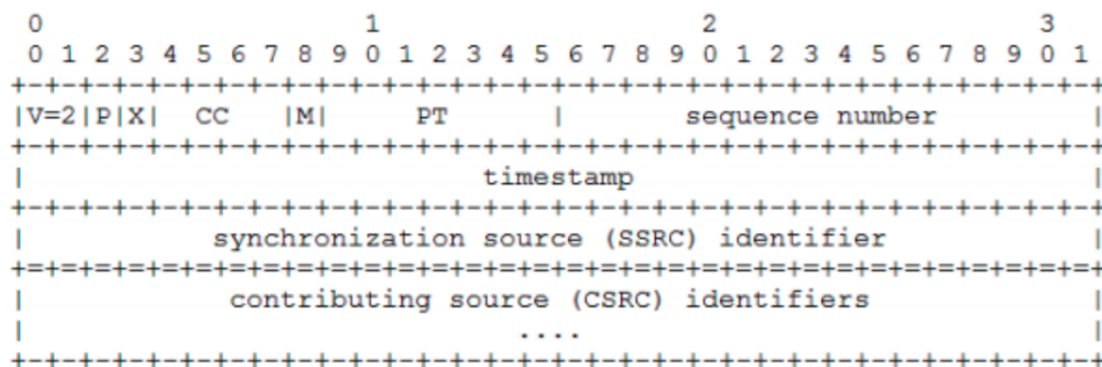 0                   1                   2                   3
0 1 2 3 4 5 6 7 8 9 0 1 2 3 4 5 6 7 8 9 0 1 2 3 4 5 6 7 8 9 0 1
+-+-+-+-+-+-+-+-+-+-+-+-+-+-+-+-+-+-+-+-+-+-+-+-+-+-+-+-+-+-+-+-+
|V=2|P|X|  CC   |M|     PT      |       sequence number         |
+-+-+-+-+-+-+-+-+-+-+-+-+-+-+-+-+-+-+-+-+-+-+-+-+-+-+-+-+-+-+-+-+
|                           timestamp                           |
+-+-+-+-+-+-+-+-+-+-+-+-+-+-+-+-+-+-+-+-+-+-+-+-+-+-+-+-+-+-+-+-+
|           synchronization source (SSRC) identifier            |
+=+=+=+=+=+=+=+=+=+=+=+=+=+=+=+=+=+=+=+=+=+=+=+=+=+=+=+=+=+=+=+=+
|            contributing source (CSRC) identifiers             |
|                             ....                              |
+-+-+-+-+-+-+-+-+-+-+-+-+-+-+-+-+-+-+-+-+-+-+-+-+-+-+-+-+-+-+-+-+